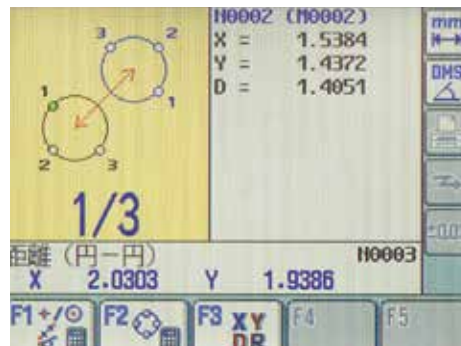 N0002 (M0002)
X = 1.5384
Y = 1.4372
D = 1.4051
mm
DMS
3
2
1
1
2
3
1/3
距離 (円ー円)
N0003
X 2.0303 Y 1.9386
F1 +/◎
F2
F3 X Y
DR
F4
F5